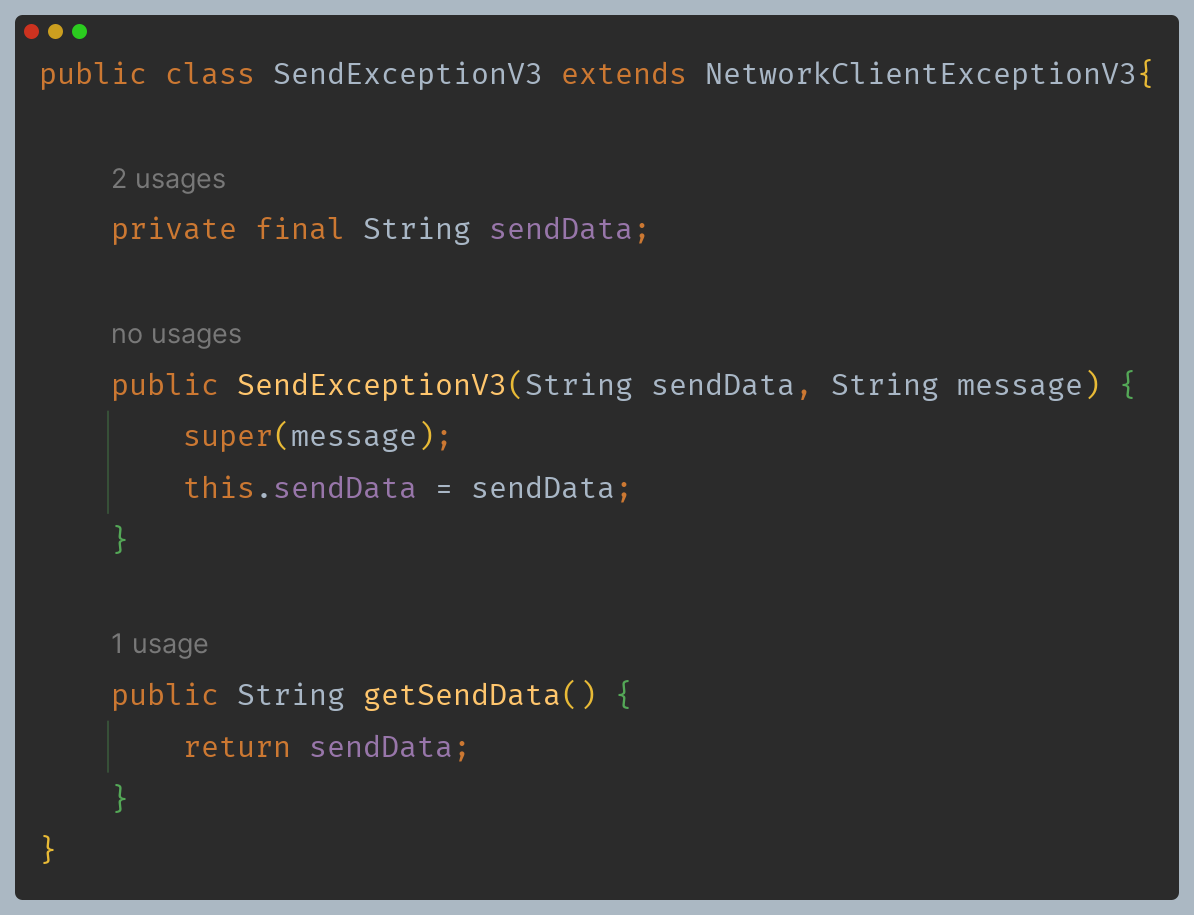 public class SendExceptionV3 extends NetworkClientExceptionV3{
2 usages
private final String sendData;
no usages
public SendExceptionV3(String sendData, String message) {
super(message);
this.sendData = sendData;
}
1 usage
public String getSendData() {
return sendData;
}
}